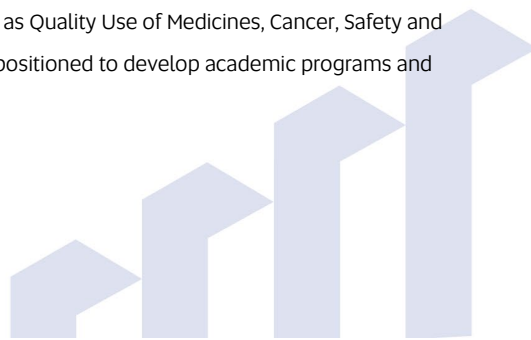 as Quality Use of Medicines, Cancer, Safety and
positioned to develop academic programs and